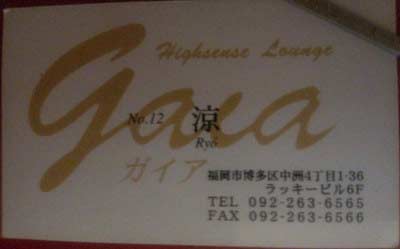 Highsense Lounge
gaia
No.12 涼
Ryo
ガイア
福岡市博多区中洲4丁目1-36
ラッキービル6F
TEL 092-263-6565
FAX 092-263-6566